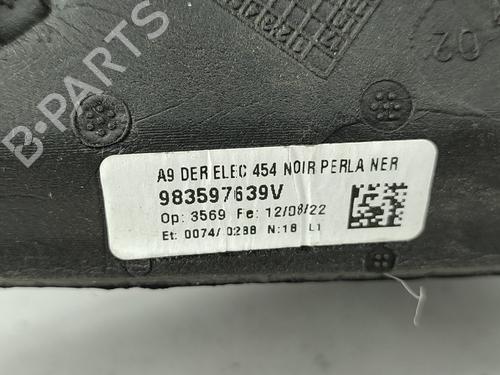 02
A9 DER ELEC 454 NOIR PERLA NER
983597639V
Op: 3569 Fe: 12/08/22
Et: 0074/ 0288 N:18 L1
B-PARTS